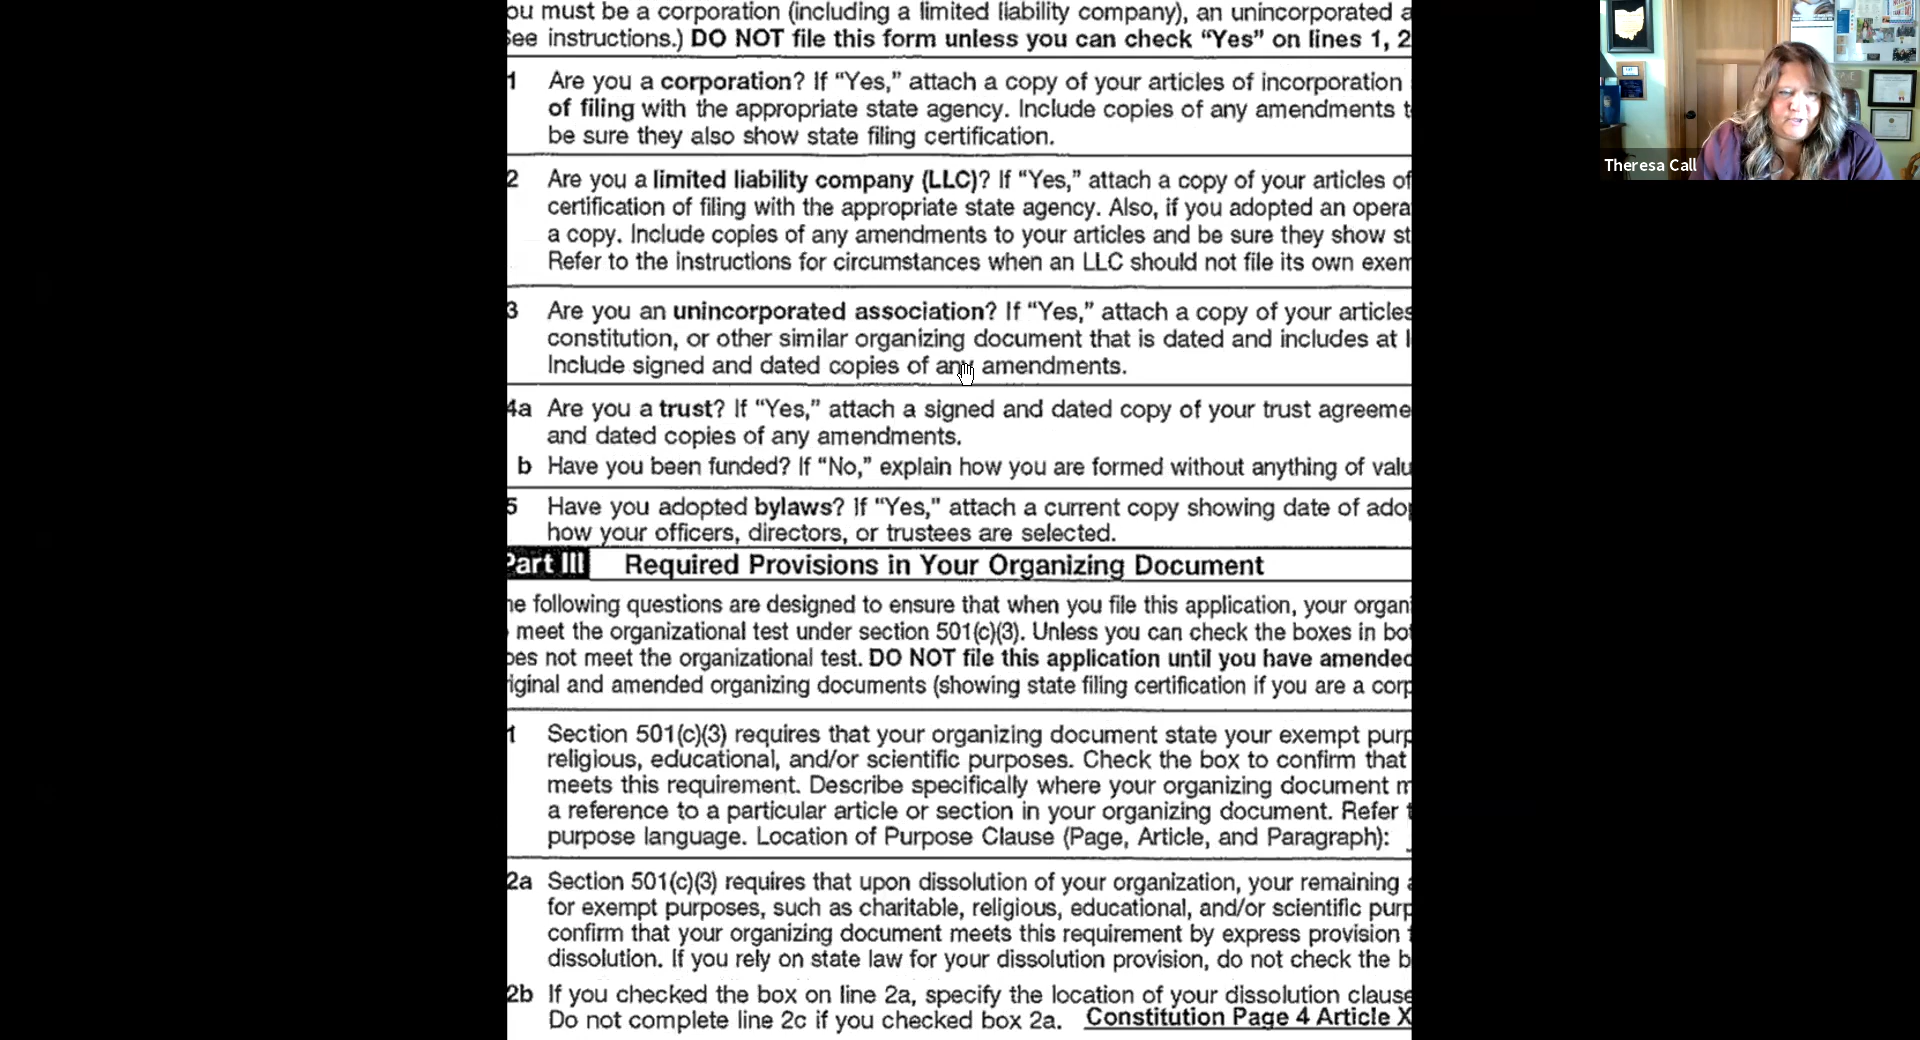 ou must be a corporation (including a limited liability company), an unincorporated a
See instructions.) DO NOT file this form unless you can check “Yes” on lines 1, 2
1 Are you a corporation? If “Yes,” attach a copy of your articles of incorporation
of filing with the appropriate state agency. Include copies of any amendments t
be sure they also show state filing certification.
2 Are you a limited liability company (LLC)? If “Yes,” attach a copy of your articles of
certification of filing with the appropriate state agency. Also, if you adopted an opera
a copy. Include copies of any amendments to your articles and be sure they show st
Refer to the instructions for circumstances when an LLC should not file its own exem
3 Are you an unincorporated association? If “Yes,” attach a copy of your articles
constitution, or other similar organizing document that is dated and includes at l
Include signed and dated copies of any amendments.
4a Are you a trust? If “Yes,” attach a signed and dated copy of your trust agreeme
and dated copies of any amendments.
b Have you been funded? If “No,” explain how you are formed without anything of valu
5 Have you adopted bylaws? If “Yes,” attach a current copy showing date of adop
how your officers, directors, or trustees are selected.
Part III Required Provisions in Your Organizing Document
he following questions are designed to ensure that when you file this application, your organi
meet the organizational test under section 501(c)(3). Unless you can check the boxes in bot
oes not meet the organizational test. DO NOT file this application until you have amended
riginal and amended organizing documents (showing state filing certification if you are a corp
1 Section 501(c)(3) requires that your organizing document state your exempt purp
religious, educational, and/or scientific purposes. Check the box to confirm that
meets this requirement. Describe specifically where your organizing document m
a reference to a particular article or section in your organizing document. Refer t
purpose language. Location of Purpose Clause (Page, Article, and Paragraph):
2a Section 501(c)(3) requires that upon dissolution of your organization, your remaining a
for exempt purposes, such as charitable, religious, educational, and/or scientific purp
confirm that your organizing document meets this requirement by express provision f
dissolution. If you rely on state law for your dissolution provision, do not check the b
2b If you checked the box on line 2a, specify the location of your dissolution clause
Do not complete line 2c if you checked box 2a. Constitution Page 4 Article X
Theresa Call